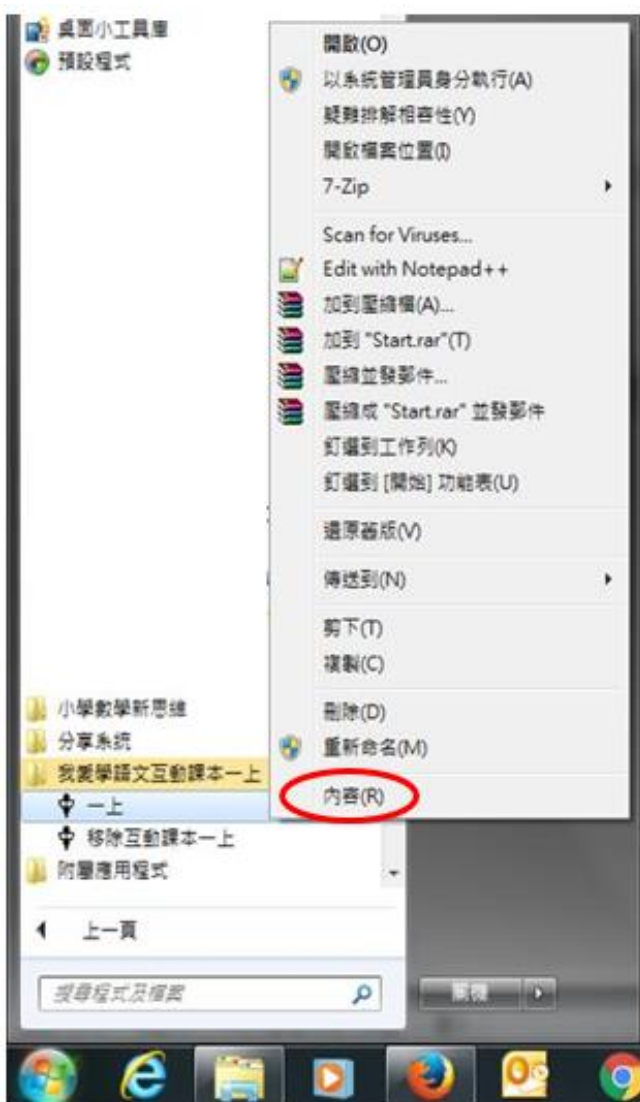 桌面小工具庫
預設程式
開啟(O)
以系統管理員身分執行(A)
疑難排解相容性(Y)
開啟檔案位置(I)
7-Zip
Scan for Viruses...
Edit with Notepad++
加到壓縮檔(A)...
加到 "Start.rar"(T)
壓縮並發郵件...
壓縮成 "Start.rar" 並發郵件
釘選到工作列(K)
釘選到 [開始] 功能表(U)
還原舊版(V)
傳送到(N)
剪下(T)
複製(C)
刪除(D)
重新命名(M)
內容(R)
小學數學新思維
分享系統
我愛學語文互動課本一上
一上
移除互動課本一上
附屬應用程式
上一頁
搜尋程式及檔案
關機